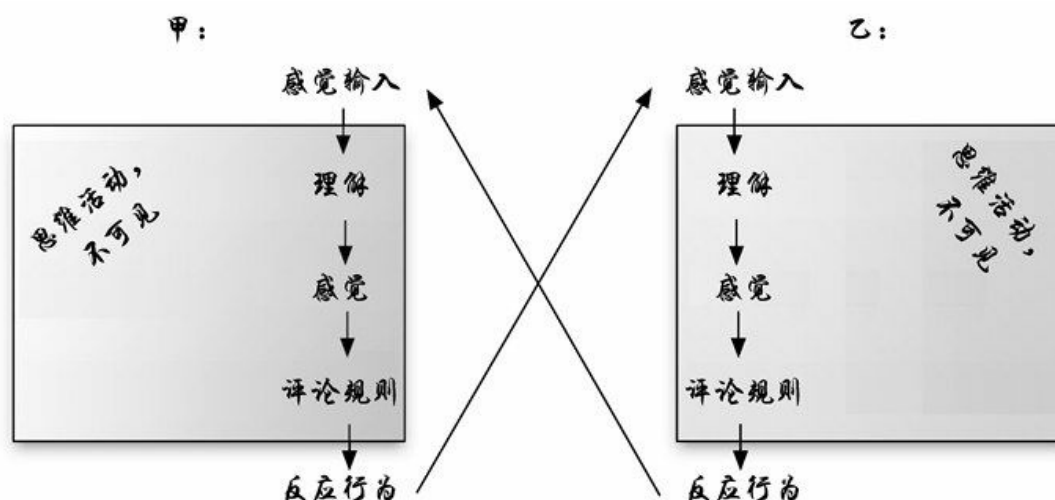 甲：
乙：
感觉输入
感觉输入
思维活动，
不可见
理解
理解
思维活动，
不可见
感觉
感觉
评论规则
评论规则
反应行为
反应行为